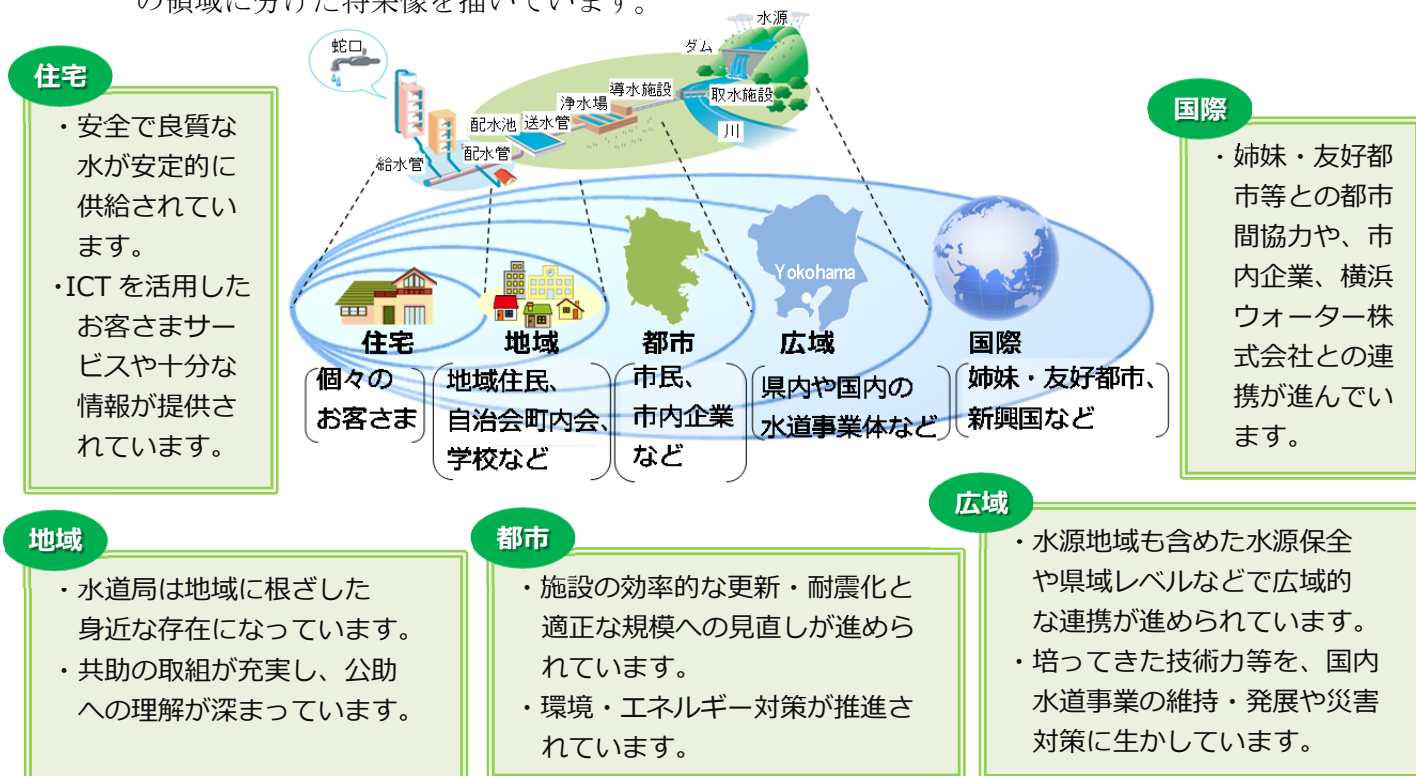 の領域に分けた将来像を描いています。
水源
ダム
蛇口
導水施設
取水施設
浄水場
配水池
送水管
川
配水管
給水管
住宅
・安全で良質な
水が安定的に
供給されてい
ます。
・ICT を活用した
お客さまサー
ビスや十分な
情報が提供さ
れています。
国際
・姉妹・友好都
市等との都市
間協力や、市
内企業、横浜
ウォーター株
式会社との連
携が進んでい
ます。
Yokohama
住宅
個々の
お客さま
地域
地域住民、
自治会町内会、
学校など
都市
市民、
市内企業
など
広域
県内や国内の
水道事業体など
国際
姉妹・友好都市、
新興国など
地域
・水道局は地域に根ざした
身近な存在になっています。
・共助の取組が充実し、公助
への理解が深まっています。
都市
・施設の効率的な更新・耐震化と
適正な規模への見直しが進めら
れています。
・環境・エネルギー対策が推進さ
れています。
広域
・水源地域も含めた水源保全
や県域レベルなどで広域的
な連携が進められています。
・培ってきた技術力等を、国内
水道事業の維持・発展や災害
対策に生かしています。